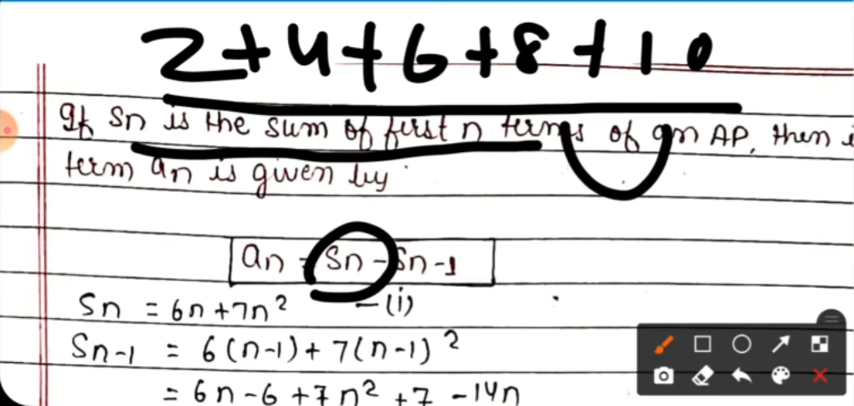 2+4+6+8+10
If Sn is the sum of first n terms of an AP, then i
term an is given by
an = Sn - Sn-1
Sn = 6n+7n² —(i)
Sn-1 = 6(n-1)+7(n-1)²
= 6n-6+7n²+7-14n